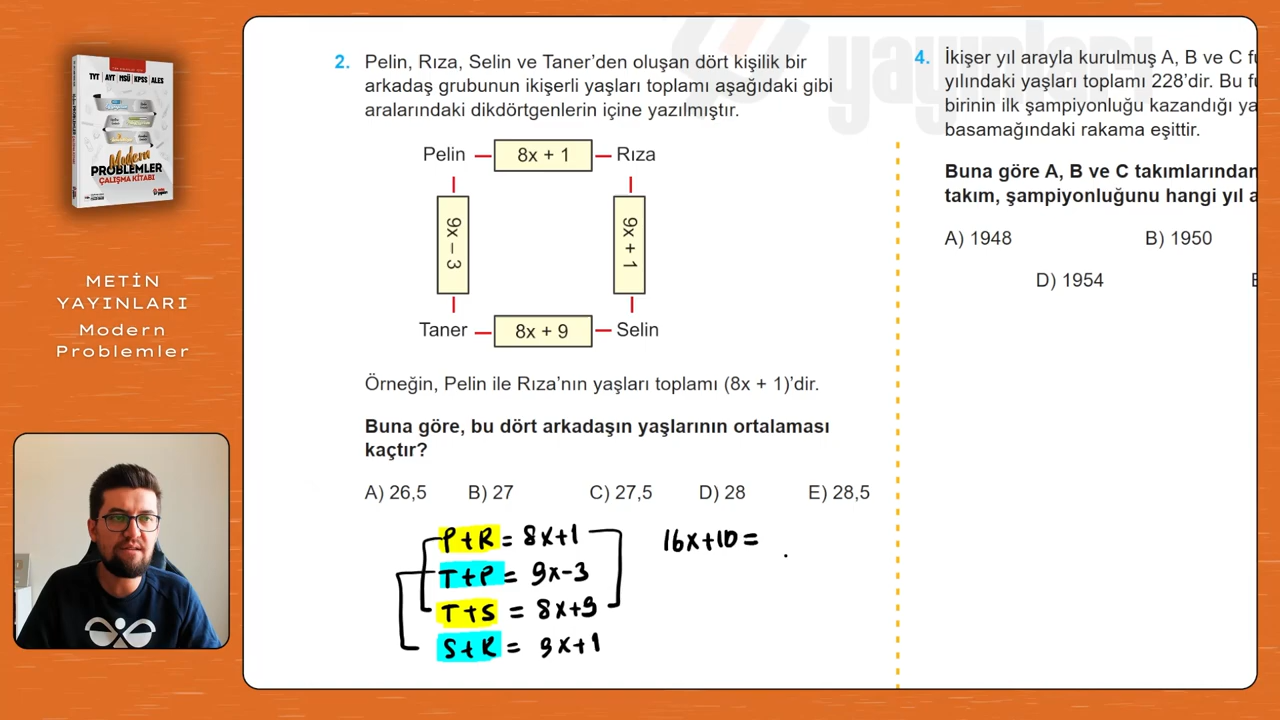 TYT | AYT | MSÜ | KPSS | ALES
Modern
PROBLEMLER
ÇALIŞMA KİTABI
METİN
YAYINLARI
Modern
Problemler
yayınları
2. Pelin, Rıza, Selin ve Taner’den oluşan dört kişilik bir
arkadaş grubunun ikişerli yaşları toplamı aşağıdaki gibi
aralarındaki dikdörtgenlerin içine yazılmıştır.
Pelin 8x + 1 Rıza
9x – 3 9x + 1
Taner 8x + 9 Selin
Örneğin, Pelin ile Rıza’nın yaşları toplamı (8x + 1)’dir.
Buna göre, bu dört arkadaşın yaşlarının ortalaması
kaçtır?
A) 26,5 B) 27 C) 27,5 D) 28 E) 28,5
P+R = 8x+1 16x+10=
T+P = 9x-3
T+S = 8x+9
S+R = 9x+1
4. İkişer yıl arayla kurulmuş A, B ve C
yılındaki yaşları toplamı 228’dir. Bu
birinin ilk şampiyonluğu kazandığı
basamağındaki rakama eşittir.
Buna göre A, B ve C takımlarından
takım, şampiyonluğunu hangi yıl
A) 1948 B) 1950
D) 1954